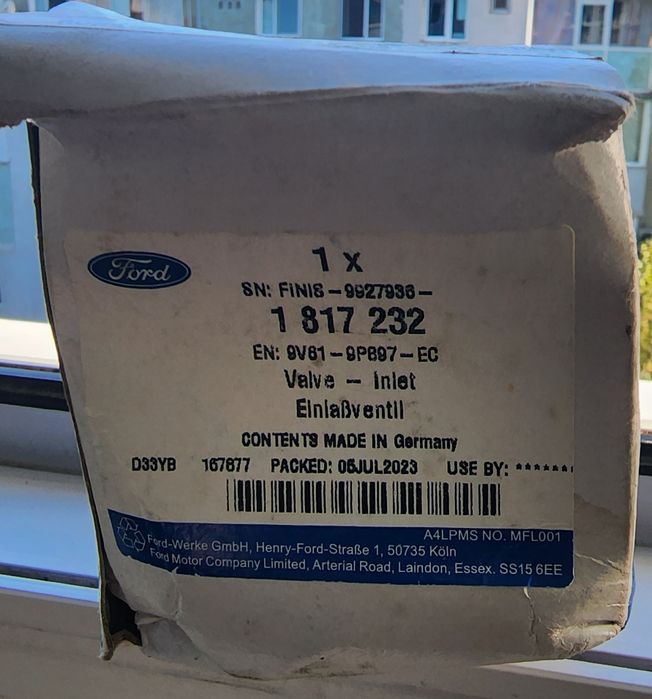 Ford
1 x
SN: FINIS-9927936-
1 817 232
EN: 9V61-9P897-EC
Valve - Inlet
Einlaßventil
CONTENTS MADE IN Germany
D33YB 167877 PACKED: 05JUL2023 USE BY: ******
A4LPMS NO. MFL001
Ford-Werke GmbH, Henry-Ford-Straße 1, 50735 Köln
Ford Motor Company Limited, Arterial Road, Laindon, Essex. SS15 6EE